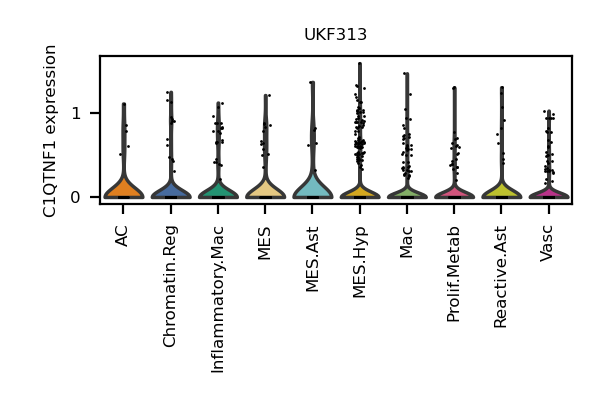 UKF313
C1QTNF1 expression
1
0
AC
Chromatin.Reg
Inflammatory.Mac
MES
MES.Ast
MES.Hyp
Mac
Prolif.Metab
Reactive.Ast
Vasc